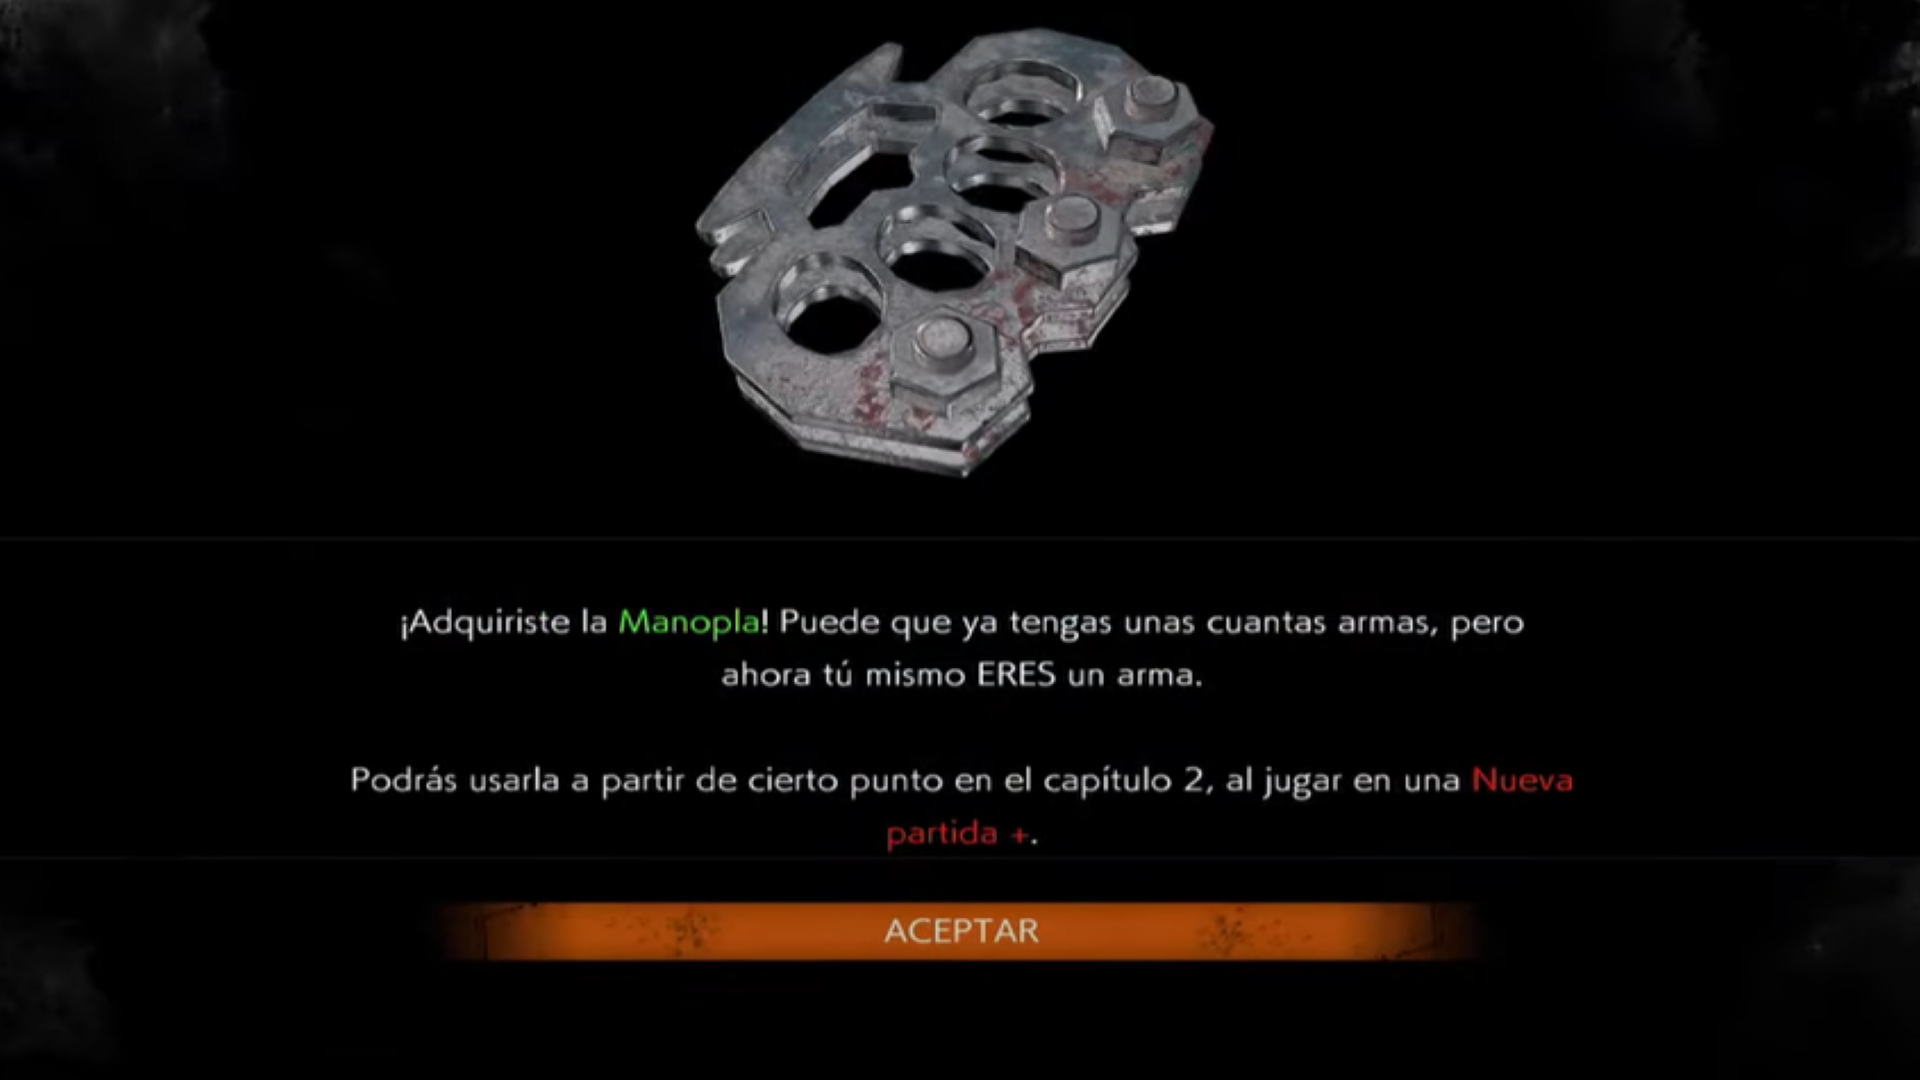 ¡Adquiriste la Manopla! Puede que ya tengas unas cuantas armas, pero
ahora tú mismo ERES un arma.
Podrás usarla a partir de cierto punto en el capítulo 2, al jugar en una Nueva
partida +.
ACEPTAR